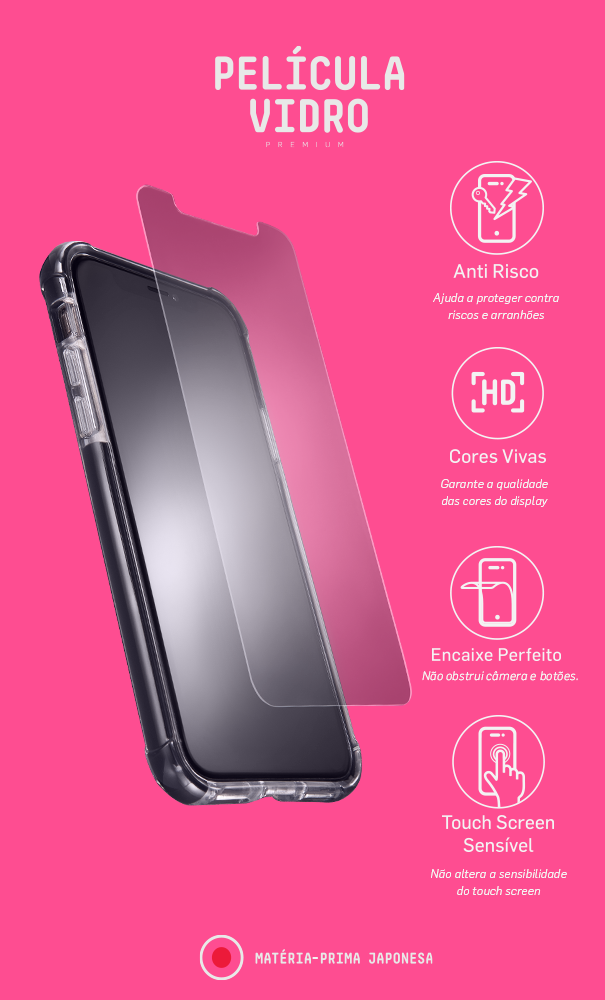 PELÍCULA
VIDRO
PREMIUM
Anti Risco
Ajuda a proteger contra
riscos e arranhões
HD
Cores Vivas
Garante a qualidade
das cores do display
Encaixe Perfeito
Não obstrui câmera e botões.
Touch Screen
Sensível
Não altera a sensibilidade
do touch screen
MATÉRIA-PRIMA JAPONESA